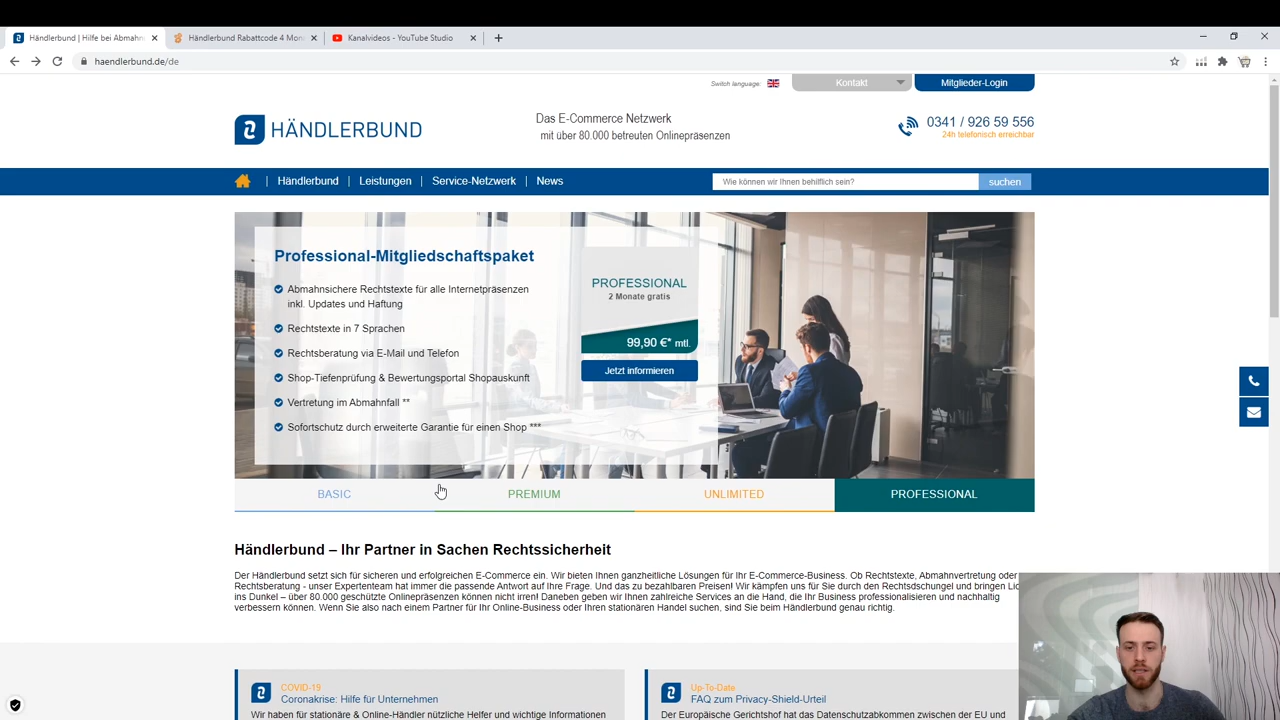 Händlerbund | Hilfe bei Abmahn
Händlerbund Rabattcode 4 Mona
Kanalvideos - YouTube Studio
haendlerbund.de/de
Switch language:
Kontakt
Mitglieder-Login
HÄNDLERBUND
Das E-Commerce Netzwerk
mit über 80.000 betreuten Onlinepräsenzen
0341 / 926 59 556
24h telefonisch erreichbar
Händlerbund
Leistungen
Service-Netzwerk
News
Wie können wir Ihnen behilflich sein?
suchen
Professional-Mitgliedschaftspaket
Abmahnsichere Rechtstexte für alle Internetpräsenzen
inkl. Updates und Haftung
Rechtstexte in 7 Sprachen
Rechtsberatung via E-Mail und Telefon
Shop-Tiefenprüfung & Bewertungsportal Shopauskunft
Vertretung im Abmahnfall **
Sofortschutz durch erweiterte Garantie für einen Shop ***
PROFESSIONAL
2 Monate gratis
99,90 €* mtl.
Jetzt informieren
BASIC
PREMIUM
UNLIMITED
PROFESSIONAL
Händlerbund – Ihr Partner in Sachen Rechtssicherheit
Der Händlerbund setzt sich für sicheren und erfolgreichen E-Commerce ein. Wir bieten Ihnen ganzheitliche Lösungen für Ihr E-Commerce-Business. Ob Rechtstexte, Abmahnvertretung oder
Rechtsberatung - unser Expertenteam hat immer die passende Antwort auf Ihre Frage. Und das zu bezahlbaren Preisen! Wir kämpfen uns für Sie durch den Rechtsdschungel und bringen Lic
ins Dunkel – über 80.000 geschützte Onlinepräsenzen können nicht irren! Daneben geben wir Ihnen zahlreiche Services an die Hand, die Ihr Business professionalisieren und nachhaltig
verbessern können. Wenn Sie also nach einem Partner für Ihr Online-Business oder Ihren stationären Handel suchen, sind Sie beim Händlerbund genau richtig.
COVID-19
Coronakrise: Hilfe für Unternehmen
Wir haben für stationäre & Online-Händler nützliche Helfer und wichtige Informationen
Up-To-Date
FAQ zum Privacy-Shield-Urteil
Der Europäische Gerichtshof hat das Datenschutzabkommen zwischen der EU und